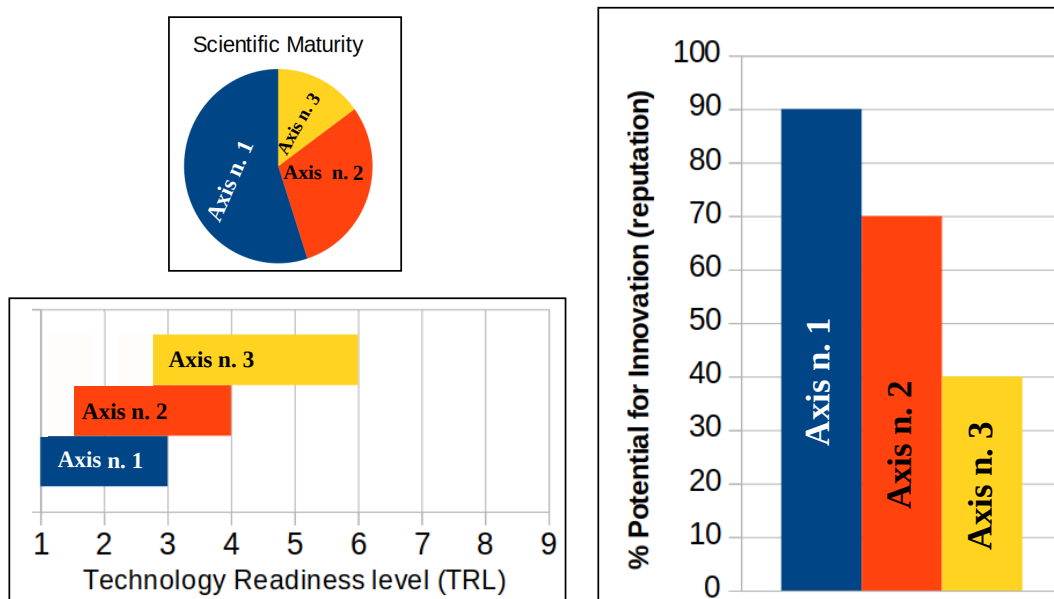 Scientific Maturity
Axis n. 3
Axis n. 2
Axis n. 1
Axis n. 3
Axis n. 2
Axis n. 1
1 2 3 4 5 6 7 8 9
Technology Readiness level (TRL)
% Potential for Innovation (reputation)
100
90
80
70
60
50
40
30
20
10
0
Axis n. 1
Axis n. 2
Axis n. 3